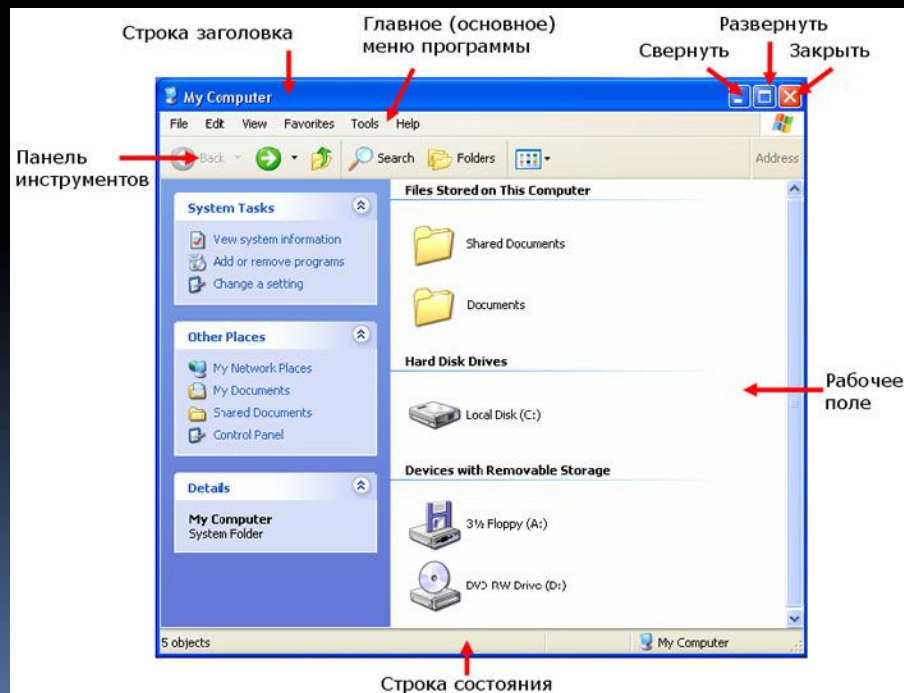 Строка заголовка
Главное (основное)
меню программы
Развернуть
Свернуть
Закрыть
My Computer
File Edit View Favorites Tools Help
Панель
инструментов
Back Search Folders Address
System Tasks
View system information
Add or remove programs
Change a setting
Other Places
My Network Places
My Documents
Shared Documents
Control Panel
Details
My Computer
System Folder
Files Stored on This Computer
Shared Documents
Documents
Hard Disk Drives
Local Disk (C:)
Devices with Removable Storage
3½ Floppy (A:)
DVD RW Drive (D:)
Рабочее
поле
5 objects
My Computer
Строка состояния